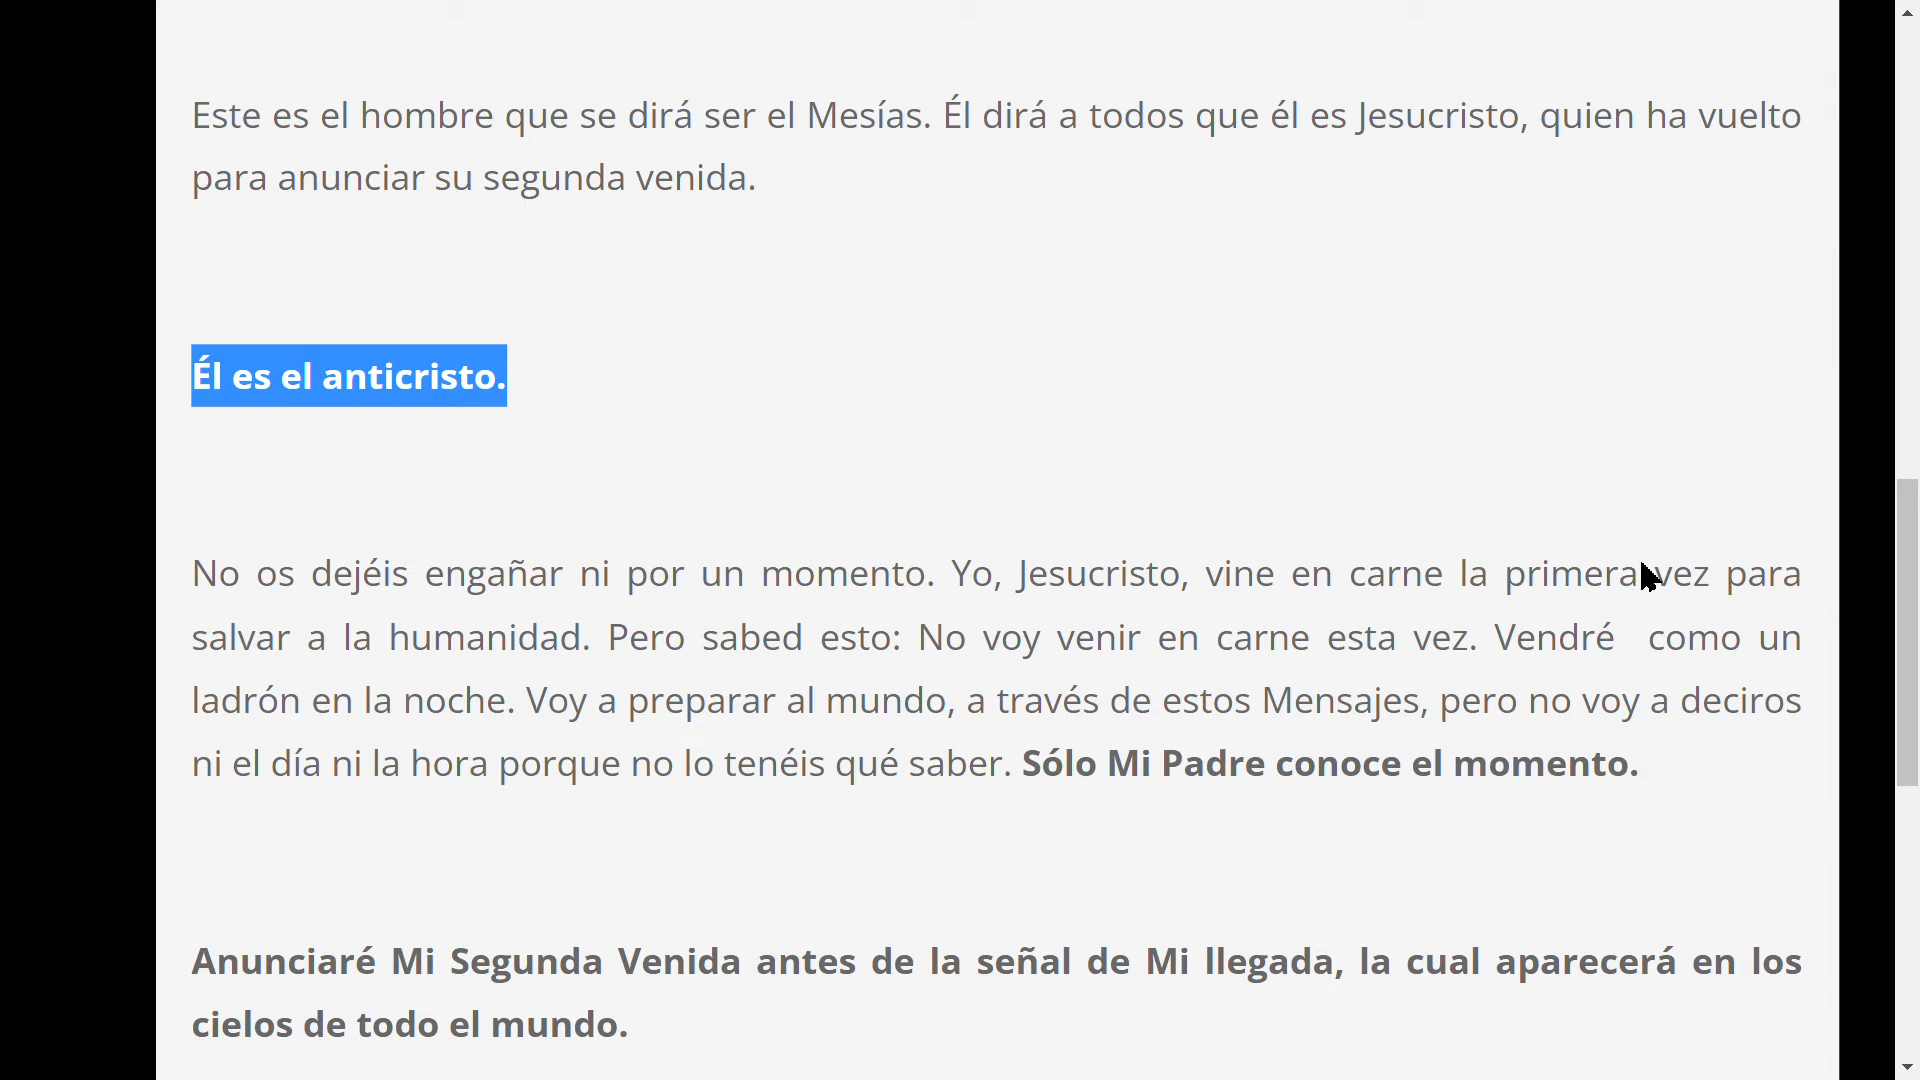 Este es el hombre que se dirá ser el Mesías. Él dirá a todos que él es Jesucristo, quien ha vuelto
para anunciar su segunda venida.
Él es el anticristo.
No os dejéis engañar ni por un momento. Yo, Jesucristo, vine en carne la primera vez para
salvar a la humanidad. Pero sabed esto: No voy venir en carne esta vez. Vendré como un
ladrón en la noche. Voy a preparar al mundo, a través de estos Mensajes, pero no voy a deciros
ni el día ni la hora porque no lo tenéis qué saber. Sólo Mi Padre conoce el momento.
Anunciaré Mi Segunda Venida antes de la señal de Mi llegada, la cual aparecerá en los
cielos de todo el mundo.